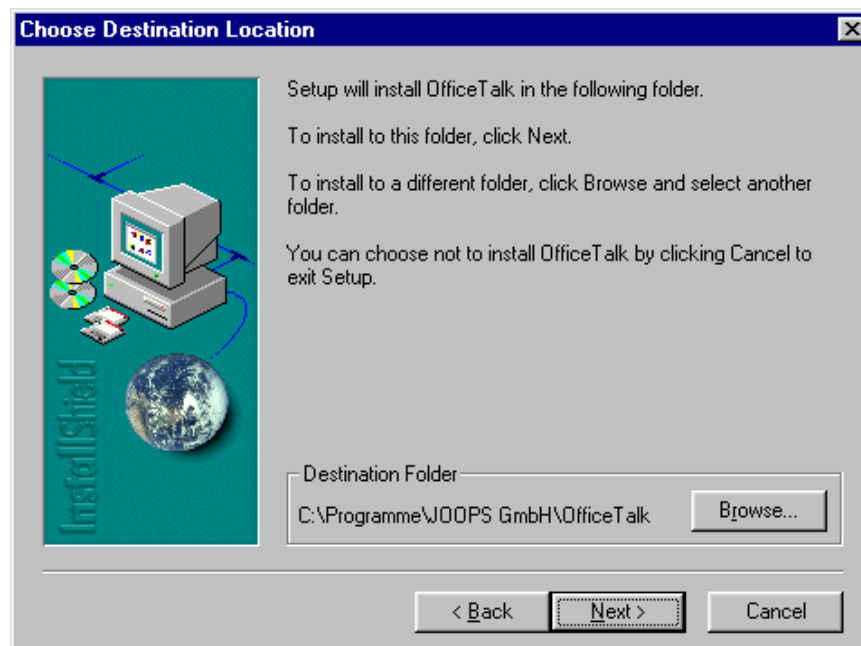 Choose Destination Location
Setup will install OfficeTalk in the following folder.
To install to this folder, click Next.
To install to a different folder, click Browse and select another
folder.
You can choose not to install OfficeTalk by clicking Cancel to
exit Setup.
InstallShield
Destination Folder
C:\Programme\JOOPS GmbH\OfficeTalk
Browse...
< Back
Next >
Cancel